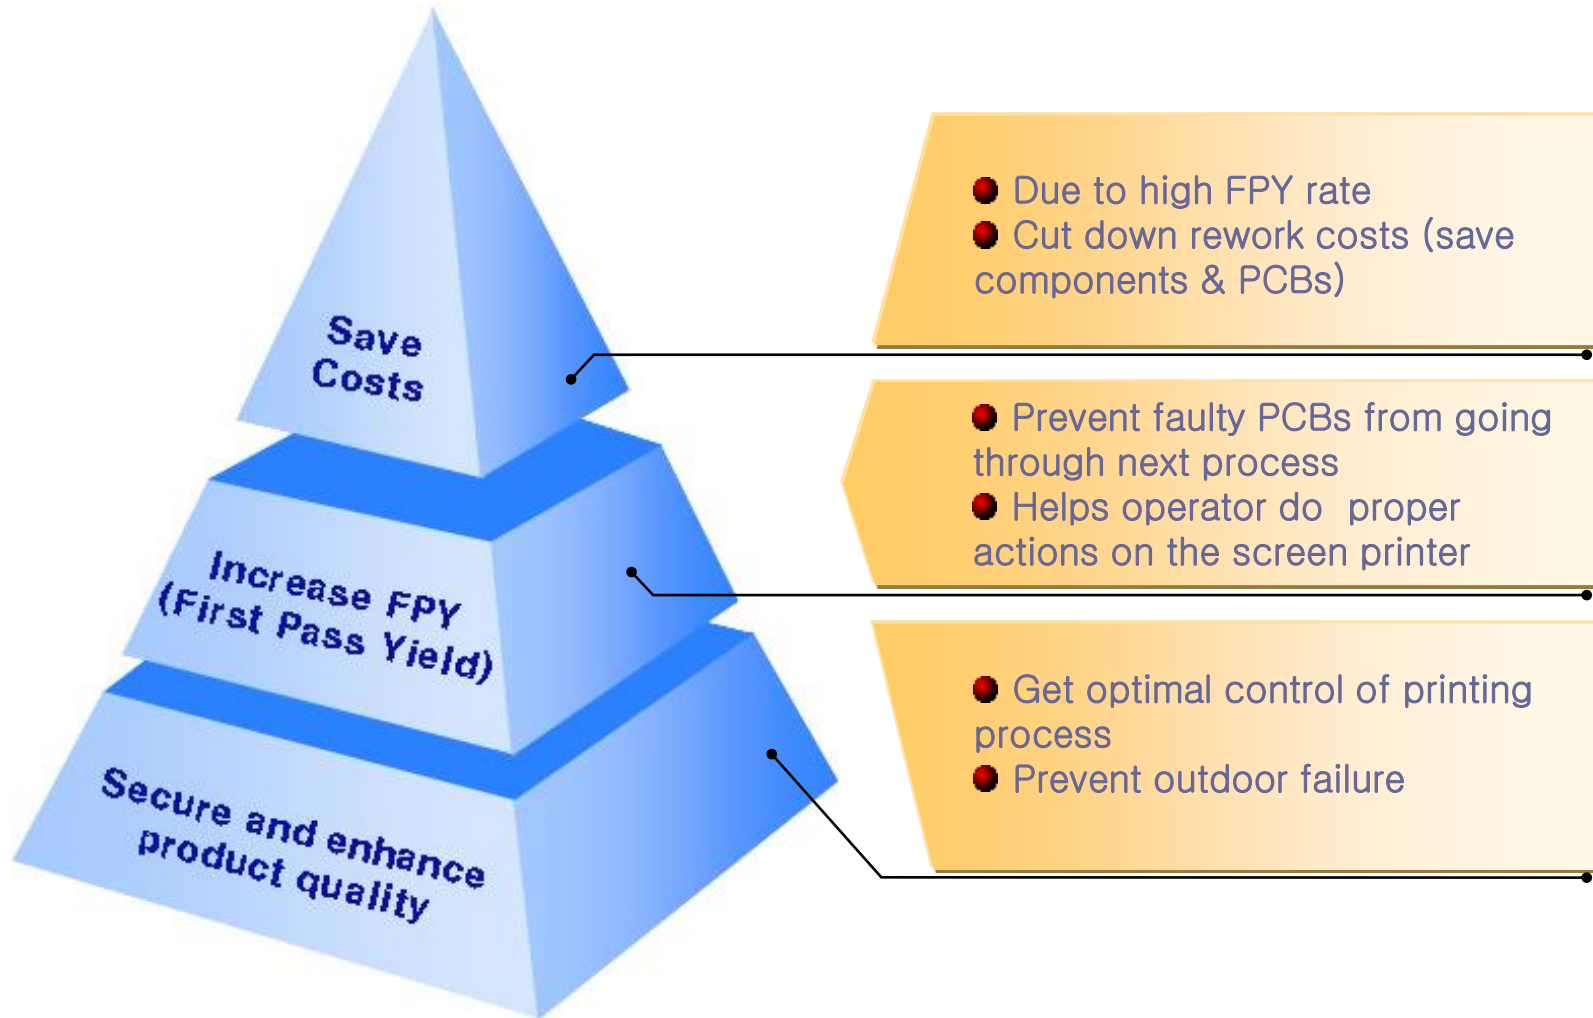 Save
Costs
Due to high FPY rate
Cut down rework costs (save
components & PCBs)
Increase FPY
(First Pass Yield)
Prevent faulty PCBs from going
through next process
Helps operator do  proper
actions on the screen printer
Secure and enhance
product quality
Get optimal control of printing
process
Prevent outdoor failure